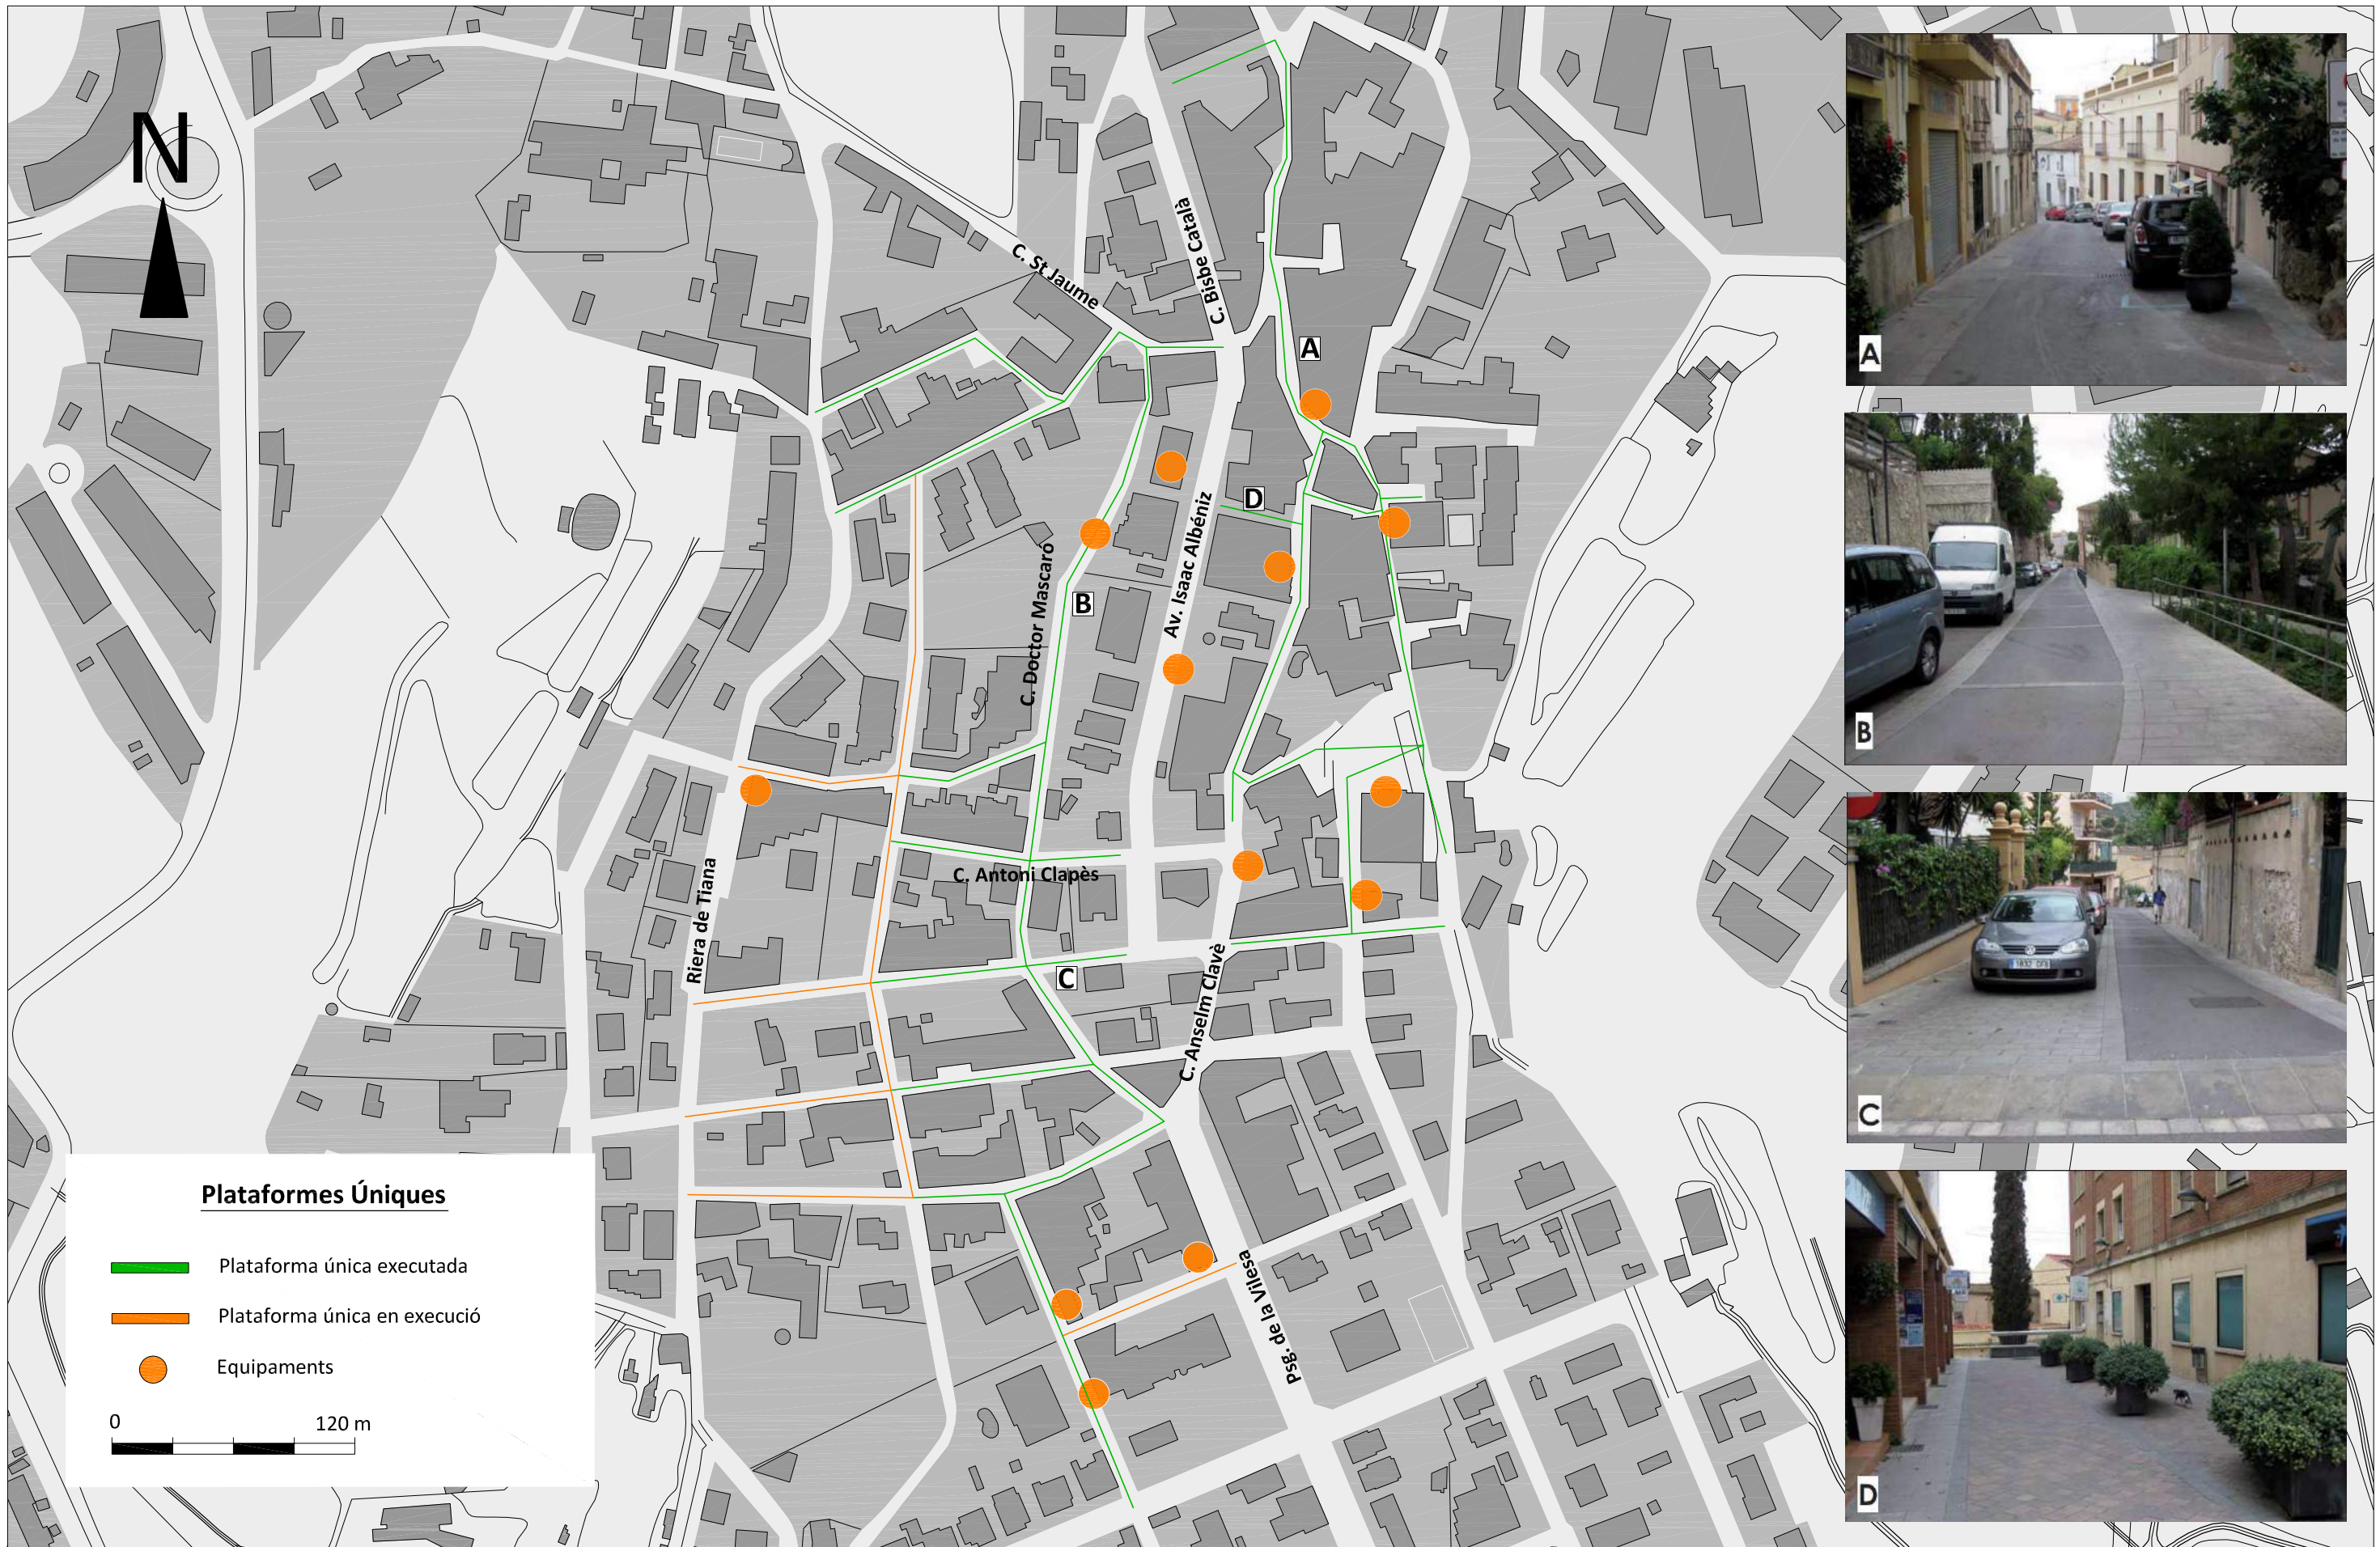 N
C. St Jaume
C. Bisbe Català
A
D
B
C. Doctor Mascaró
Av. Isaac Albéniz
C. Antoni Clapès
Riera de Tiana
C
C. Anselm Clavè
Psg. de la Vilesa
Plataformes Úniques
Plataforma única executada
Plataforma única en execució
Equipaments
0 120 m
A
B
C
D